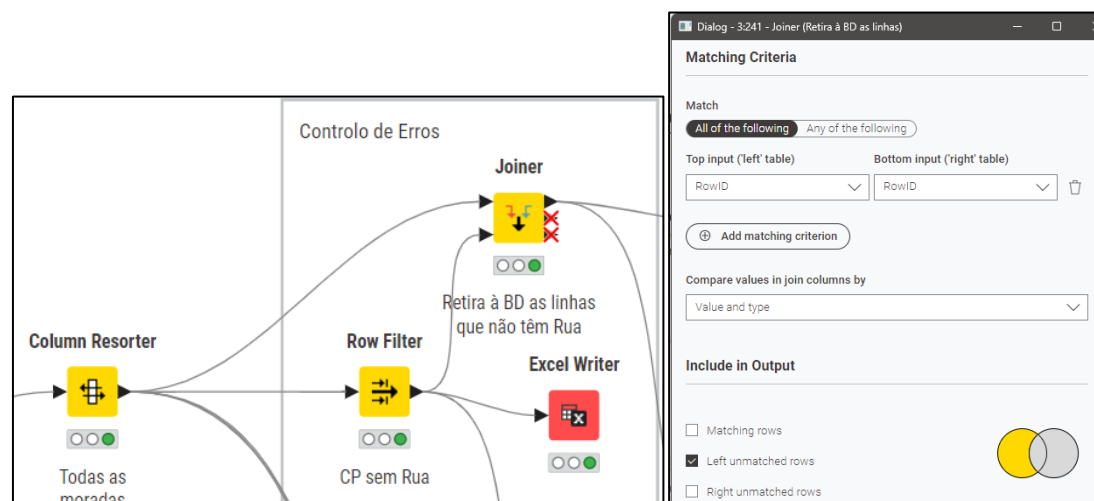 Controlo de Erros
Joiner
Retira à BD as linhas
que não têm Rua
Column Resorter
Todas as
moradas
Row Filter
CP sem Rua
Excel Writer
Dialog - 3:241 - Joiner (Retira à BD as linhas)
Matching Criteria
Match
All of the following Any of the following
Top input ('left' table) Bottom input ('right' table)
RowID RowID
Add matching criterion
Compare values in join columns by
Value and type
Include in Output
Matching rows
Left unmatched rows
Right unmatched rows